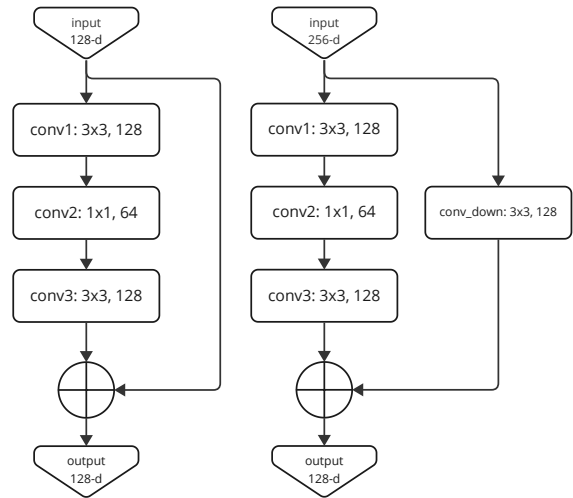 input
128-d
conv1: 3x3, 128
conv2: 1x1, 64
conv3: 3x3, 128
output
128-d
input
256-d
conv1: 3x3, 128
conv2: 1x1, 64
conv3: 3x3, 128
conv_down: 3x3, 128
output
128-d